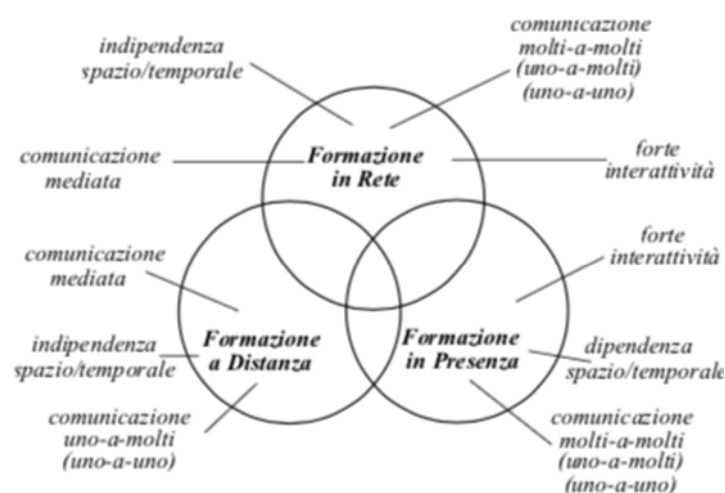 indipendenza
spazio/temporale
comunicazione
molti-a-molti
(uno-a-molti)
(uno-a-uno)
comunicazione
mediata
Formazione
in Rete
forte
interattività
comunicazione
mediata
forte
interattività
indipendenza
spazio/temporale
Formazione
a Distanza
Formazione
in Presenza
dipendenza
spazio/temporale
comunicazione
uno-a-molti
(uno-a-uno)
comunicazione
molti-a-molti
(uno-a-molti)
(uno-a-uno)